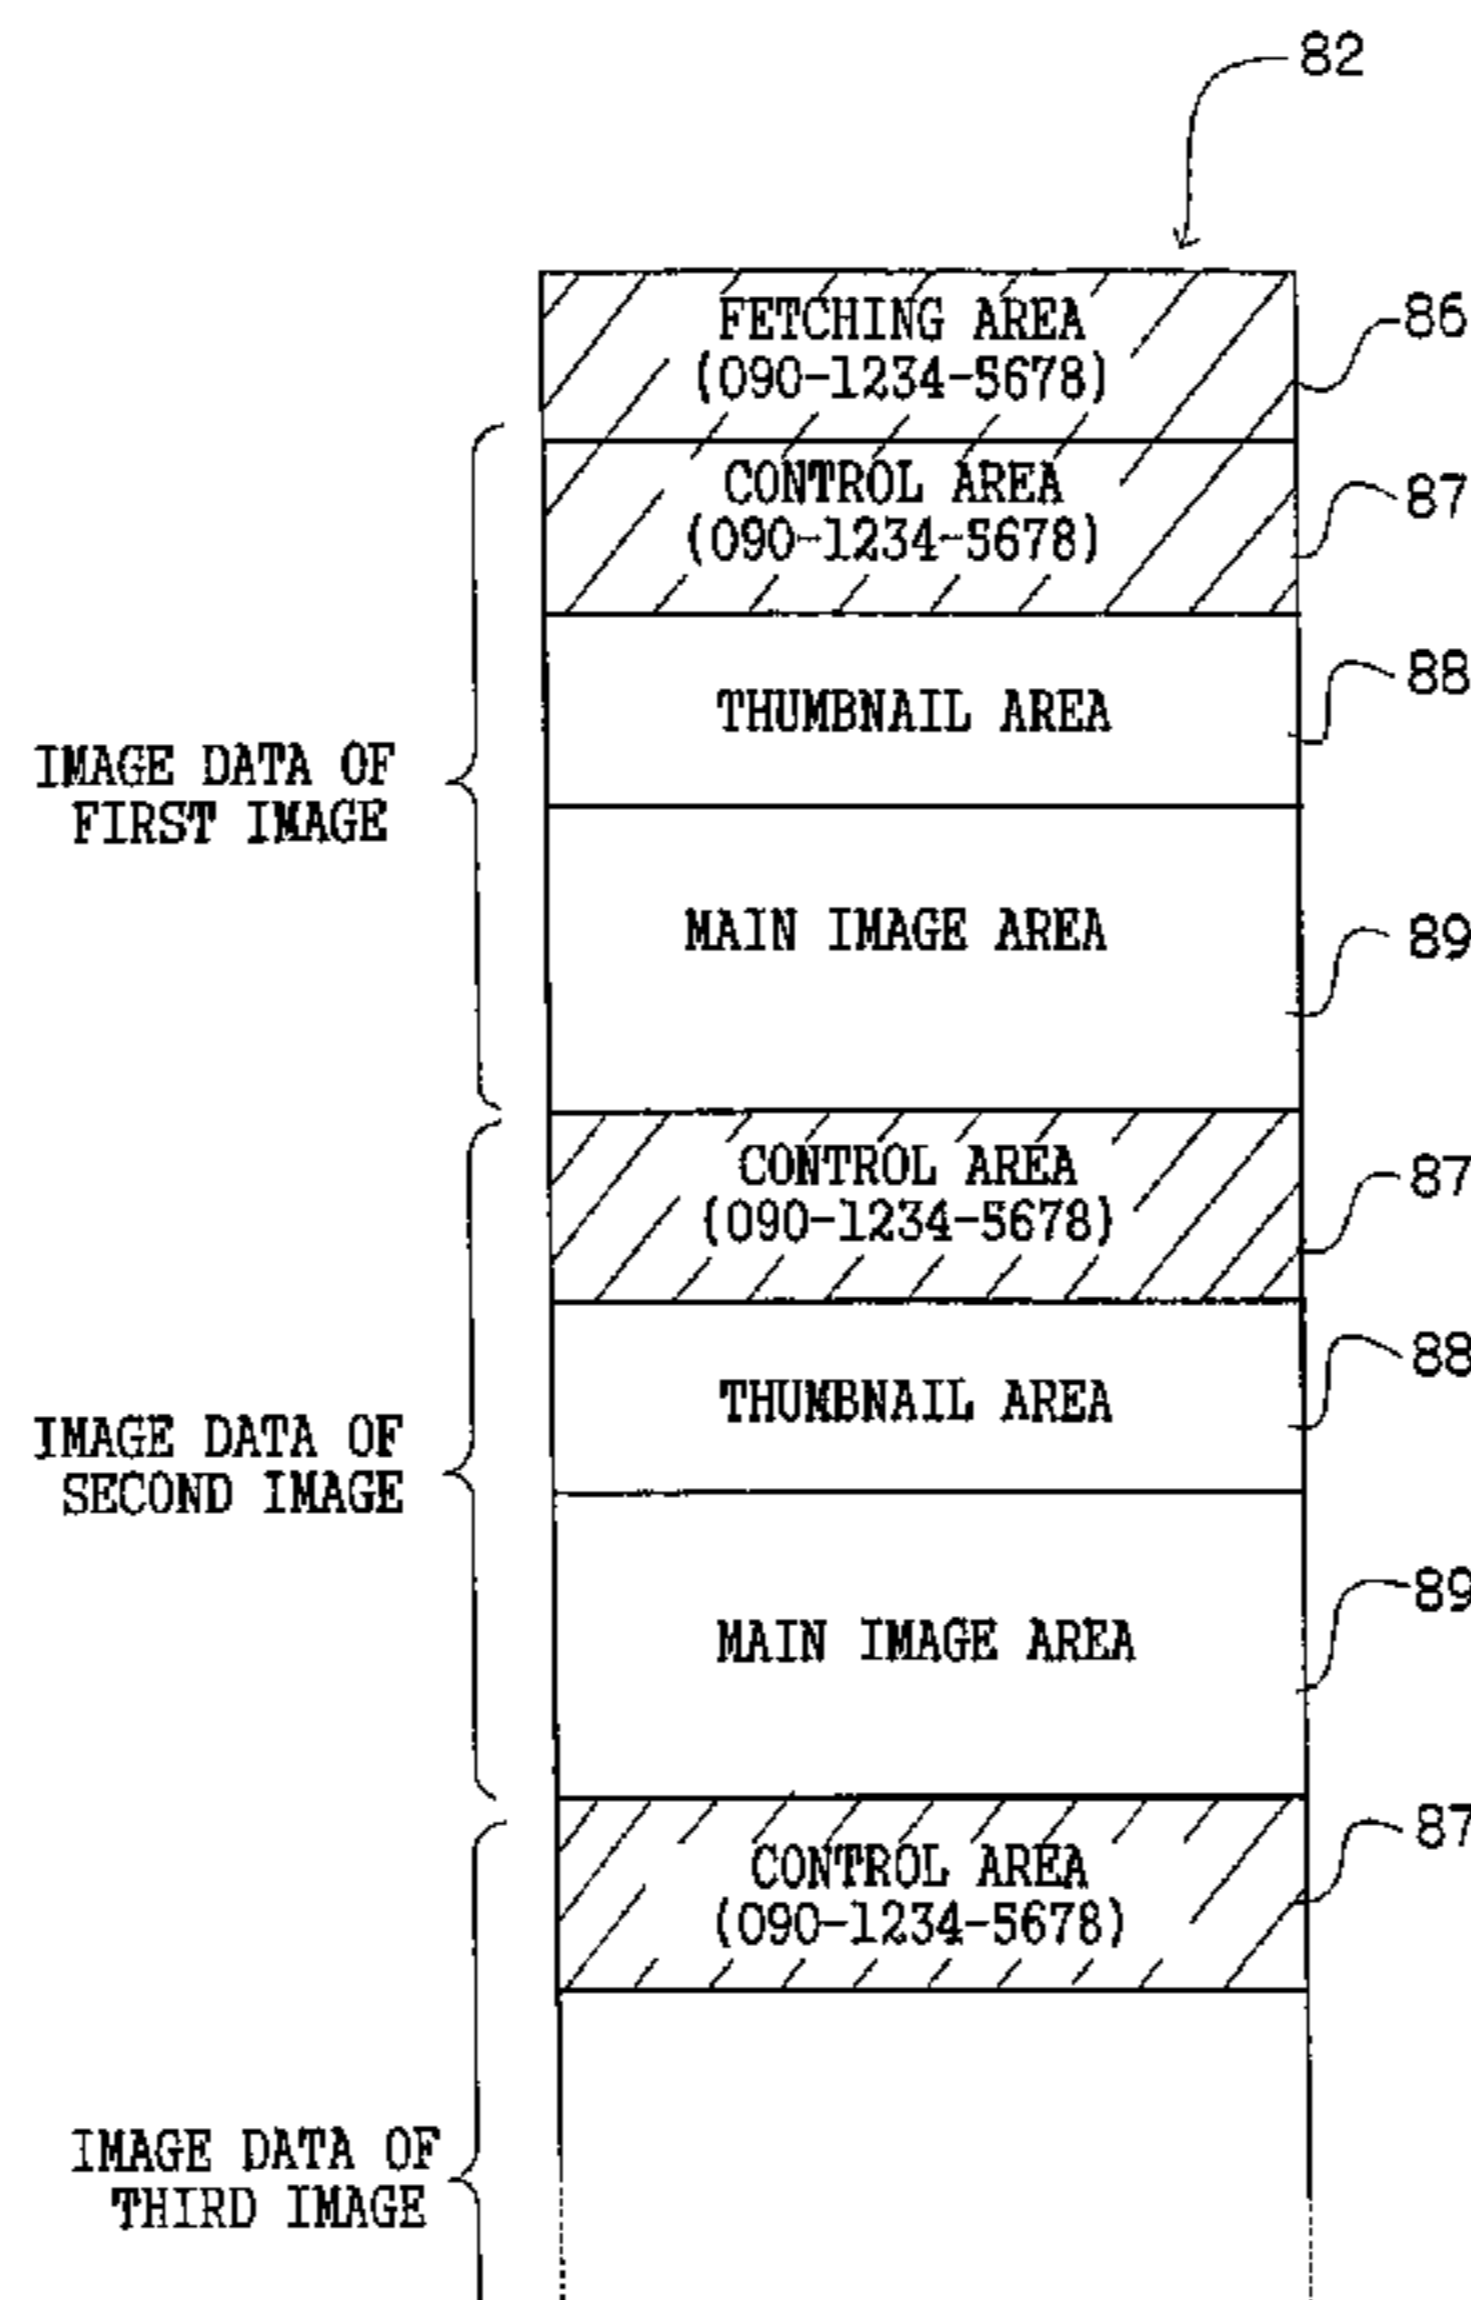 82
FETCHING AREA
(090-1234-5678)
86
CONTROL AREA
(090-1234-5678)
87
THUMBNAIL AREA
88
IMAGE DATA OF
FIRST IMAGE
MAIN IMAGE AREA
89
CONTROL AREA
(090-1234-5678)
87
THUMBNAIL AREA
88
IMAGE DATA OF
SECOND IMAGE
MAIN IMAGE AREA
89
CONTROL AREA
(090-1234-5678)
87
IMAGE DATA OF
THIRD IMAGE